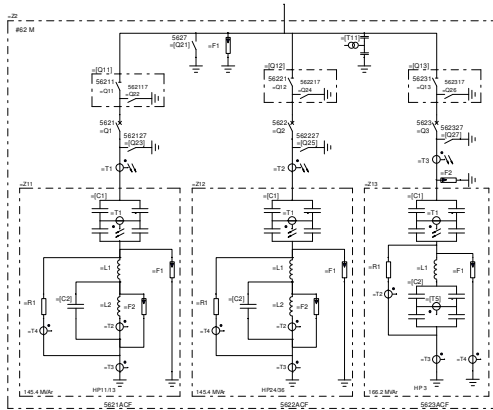 =Z2
#62 M
5627
=[Q21]
=F1
=[T11]
=[Q11]
56211
=Q11
562117
=Q22
=[Q12]
56221
=Q12
562217
=Q24
=[Q13]
56231
=Q13
562317
=Q26
5621
=Q1
562127
=[Q23]
5622
=Q2
562227
=[Q25]
5623
=Q3
562327
=[Q27]
=T1
=T2
=T3
=F2
=Z11
=[C1]
=T1
=L1
=F1
=R1
=[C2]
=L2
=F2
=T2
=T4
=T3
145.4 MVAr
HP11/13
5621ACF
=Z12
=[C1]
=T1
=L1
=F1
=R1
=[C2]
=L2
=F2
=T2
=T4
=T3
145.4 MVAr
HP24/36
5622ACF
=Z13
=[C1]
=T1
=R1
=L1
=F1
=[C2]
=T2
=[T5]
=T3
=T4
166.2 MVAr
HP 3
5623ACF